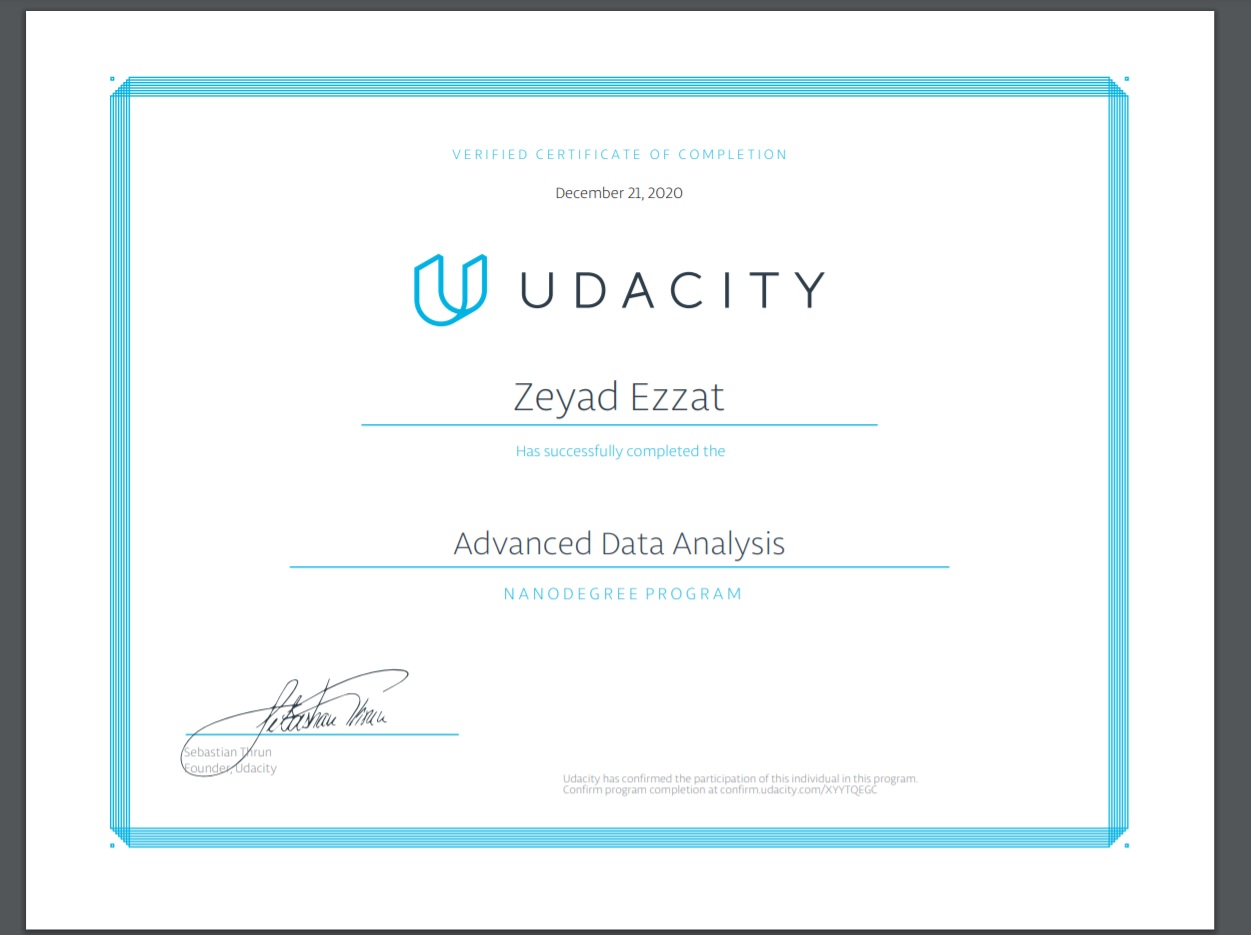 VERIFIED CERTIFICATE OF COMPLETION
December 21, 2020
UDACITY
Zeyad Ezzat
Has successfully completed the
Advanced Data Analysis
NANODEGREE PROGRAM
Sebastian Thrun
Sebastian Thrun
Founder, Udacity
Udacity has confirmed the participation of this individual in this program.
Confirm program completion at confirm.udacity.com/XYYTQEGC